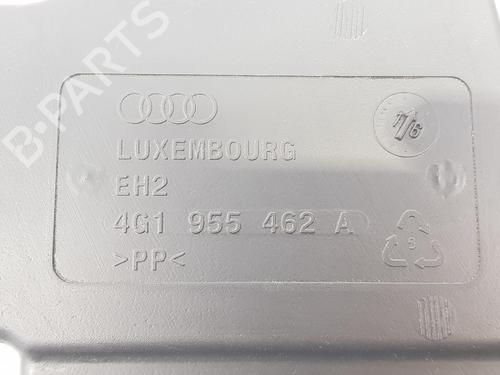 B-PARTS
LUXEMBOURG
EH2
4G1 955 462 A
>PP<